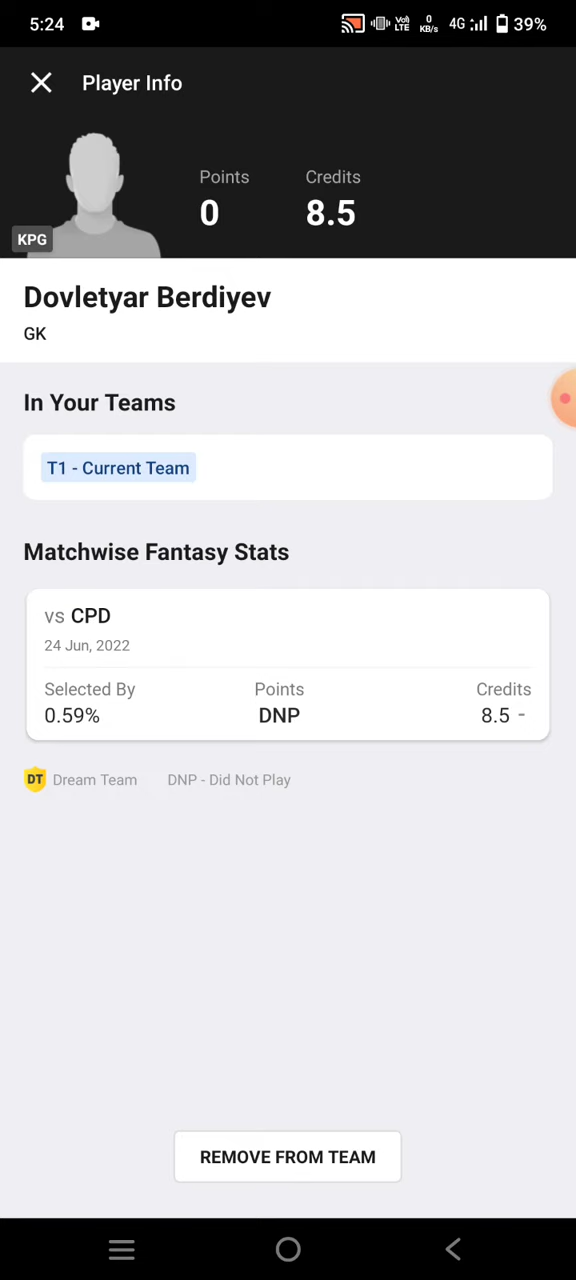 5:24 Vo) LTE 0 KB/s 4G 39%
Player Info
Points Credits
0 8.5
KPG
Dovletyar Berdiyev
GK
In Your Teams
T1 - Current Team
Matchwise Fantasy Stats
vs CPD
24 Jun, 2022
Selected By Points Credits
0.59% DNP 8.5 -
DT Dream Team DNP - Did Not Play
REMOVE FROM TEAM